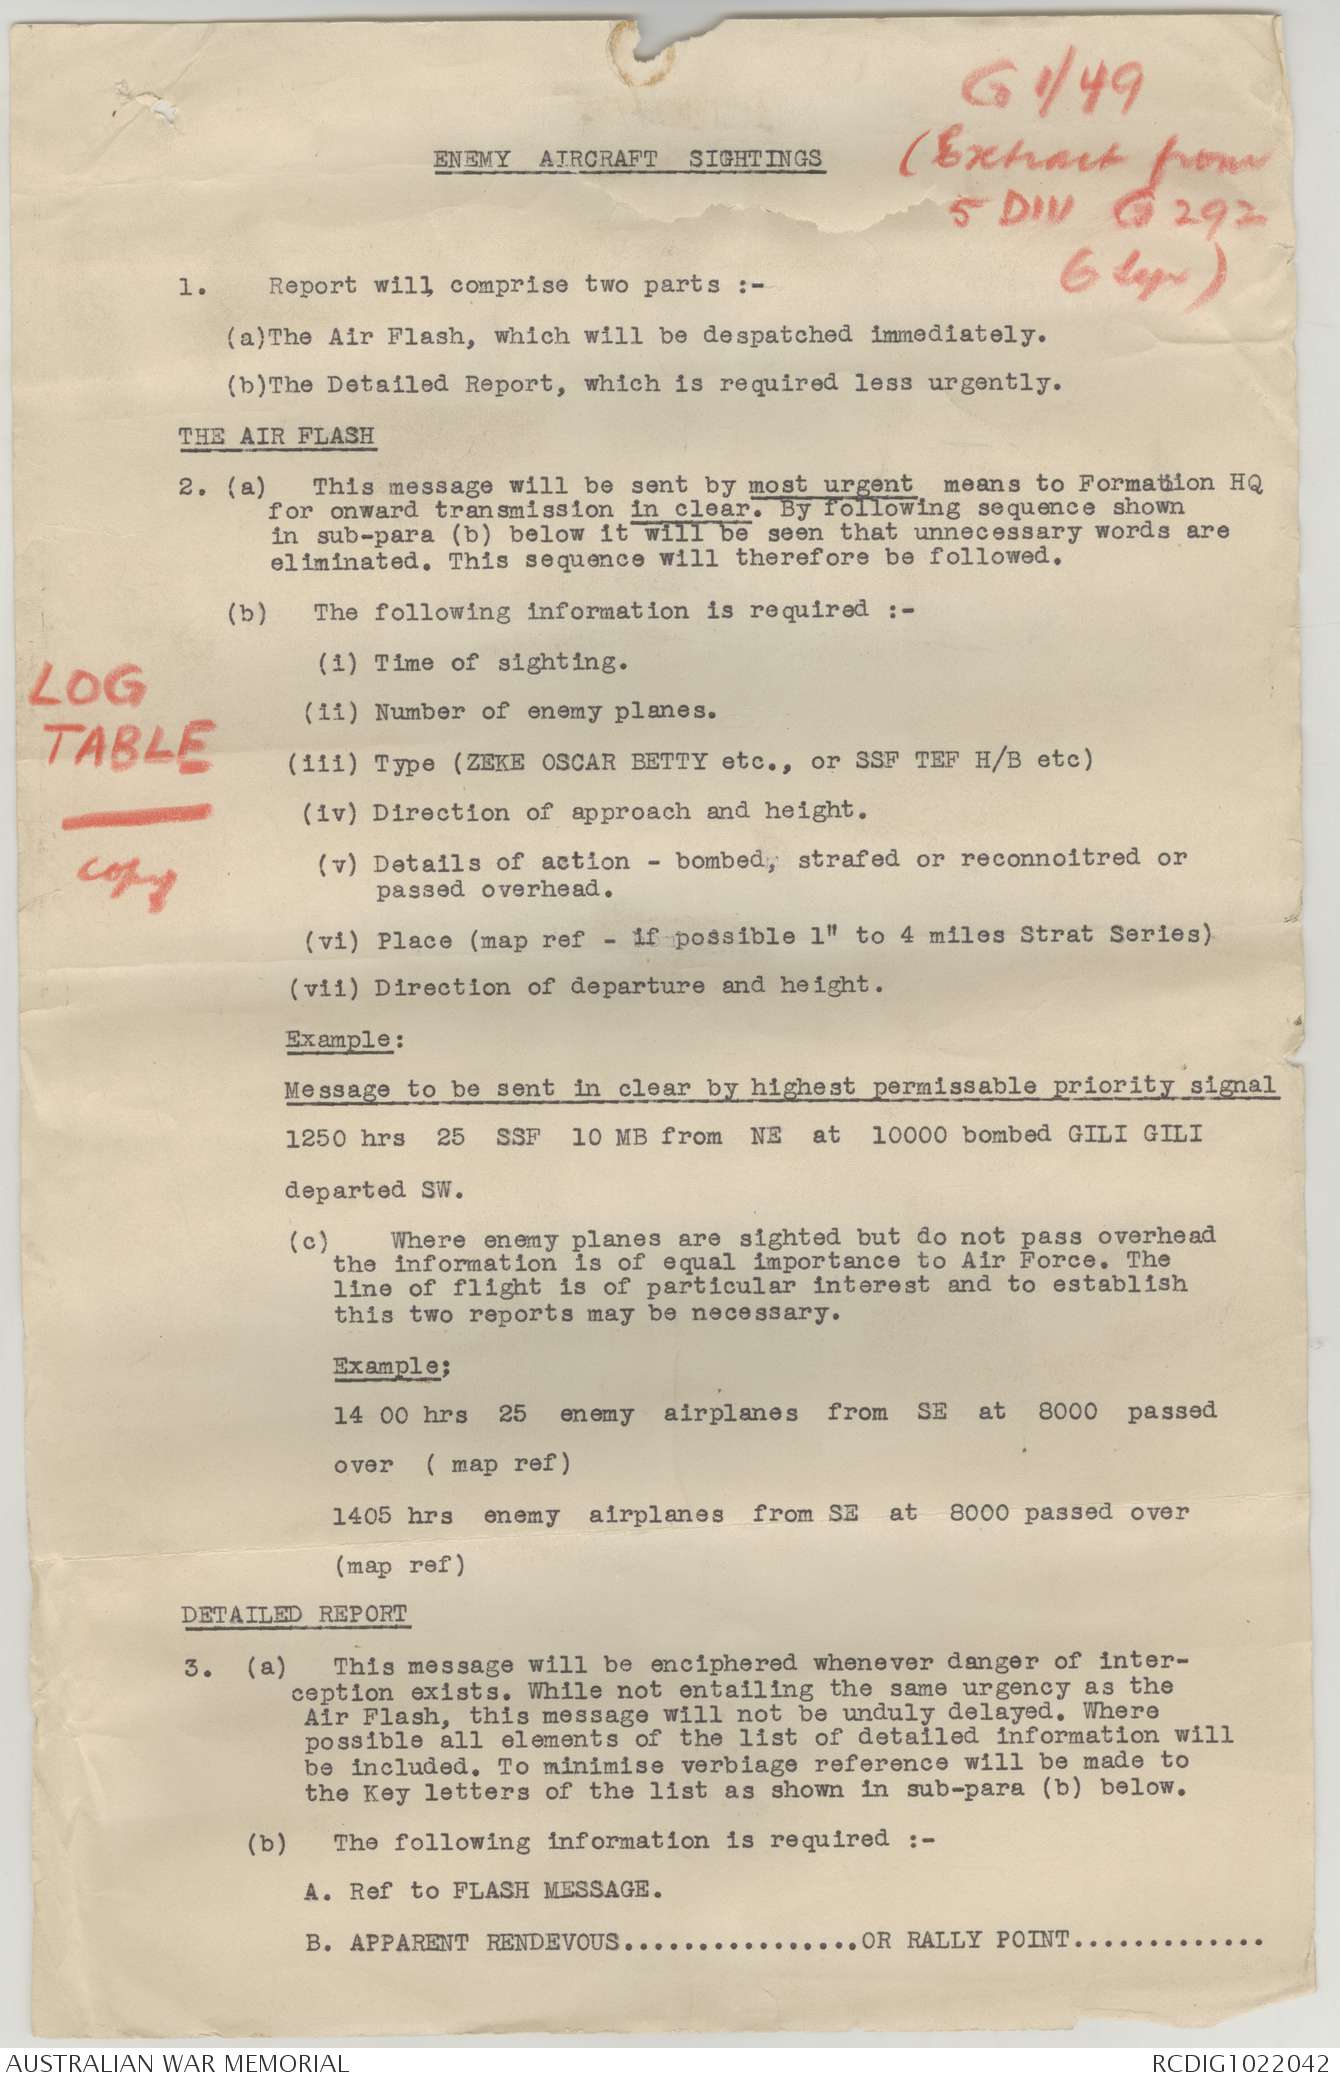 G 1/49
(Extract from
5 DIV G 292
ENEMY AIRCRAFT SIGHTINGS
1. Report will, comprise two parts :-
(a)The Air Flash, which will be despatched immediately.
(b)The Detailed Report, which is required less urgently.
THE AIR FLASH
2. (a) This message will be sent by most urgent means to Formation HQ
for onward transmission in clear. By following sequence shown
in sub-para (b) below it will be seen that unnecessary words are
eliminated. This sequence will therefore be followed.
(b) The following information is required :-
(i) Time of sighting.
LOG
TABLE
copy
(ii) Number of enemy planes.
(iii) Type (ZEKE OSCAR BETTY etc., or SSF TEF H/B etc)
(iv) Direction of approach and height.
(v) Details of action - bombed, strafed or reconnoitred or
passed overhead.
(vi) Place (map ref - if possible 1" to 4 miles Strat Series)
(vii) Direction of departure and height.
Example:
Message to be sent in clear by highest permissable priority signal
1250 hrs 25 SSF 10 MB from NE at 10000 bombed GILI GILI
departed SW.
(c) Where enemy planes are sighted but do not pass overhead
the information is of equal importance to Air Force. The
line of flight is of particular interest and to establish
this two reports may be necessary.
Example;
14 00 hrs 25 enemy airplanes from SE at 8000 passed
over ( map ref)
1405 hrs enemy airplanes from SE at 8000 passed over
(map ref)
DETAILED REPORT
3. (a) This message will be enciphered whenever danger of inter-
ception exists. While not entailing the same urgency as the
Air Flash, this message will not be unduly delayed. Where
possible all elements of the list of detailed information will
be included. To minimise verbiage reference will be made to
the Key letters of the list as shown in sub-para (b) below.
(b) The following information is required :-
A. Ref to FLASH MESSAGE.
B. APPARENT RENDEVOUS................OR RALLY POINT.............
AUSTRALIAN WAR MEMORIAL
RCDIG1022042